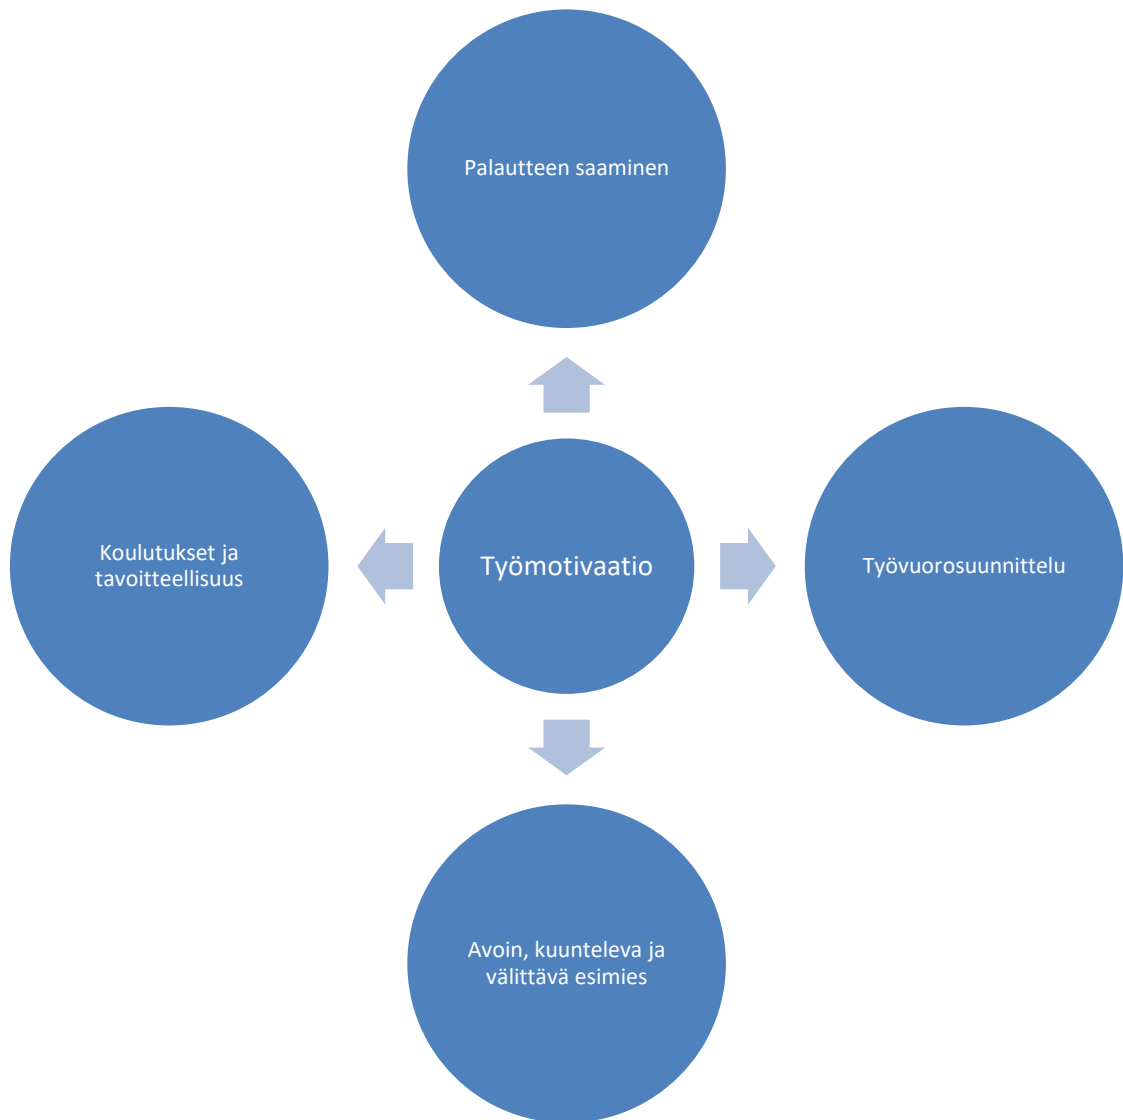 Palautteen saaminen
Koulutukset ja
tavoitteellisuus
Työmotivaatio
Työvuorosuunnittelu
Avoin, kuunteleva ja
välittävä esimies